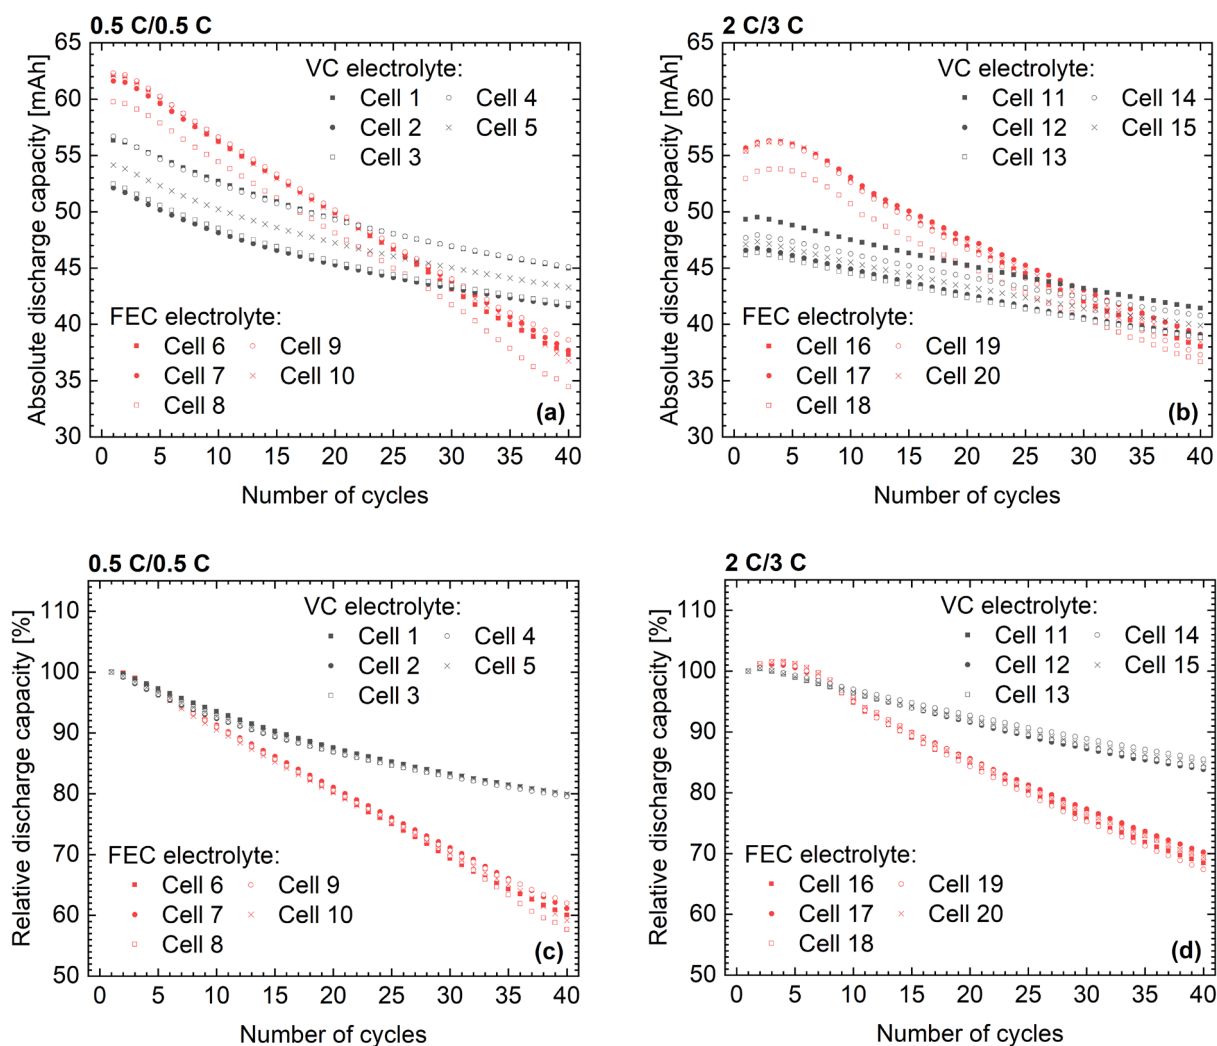 0.5 C/0.5 C
65
60
55
50
45
40
35
30
Absolute discharge capacity [mAh]
VC electrolyte:
Cell 1 Cell 4
Cell 2 Cell 5
Cell 3
FEC electrolyte:
Cell 6 Cell 9
Cell 7 Cell 10
Cell 8
(a)
0 5 10 15 20 25 30 35 40
Number of cycles
2 C/3 C
65
60
55
50
45
40
35
30
Absolute discharge capacity [mAh]
VC electrolyte:
Cell 11 Cell 14
Cell 12 Cell 15
Cell 13
FEC electrolyte:
Cell 16 Cell 19
Cell 17 Cell 20
Cell 18
(b)
0 5 10 15 20 25 30 35 40
Number of cycles
0.5 C/0.5 C
110
100
90
80
70
60
50
Relative discharge capacity [%]
VC electrolyte:
Cell 1 Cell 4
Cell 2 Cell 5
Cell 3
FEC electrolyte:
Cell 6 Cell 9
Cell 7 Cell 10
Cell 8
(c)
0 5 10 15 20 25 30 35 40
Number of cycles
2 C/3 C
110
100
90
80
70
60
50
Relative discharge capacity [%]
VC electrolyte:
Cell 11 Cell 14
Cell 12 Cell 15
Cell 13
FEC electrolyte:
Cell 16 Cell 19
Cell 17 Cell 20
Cell 18
(d)
0 5 10 15 20 25 30 35 40
Number of cycles